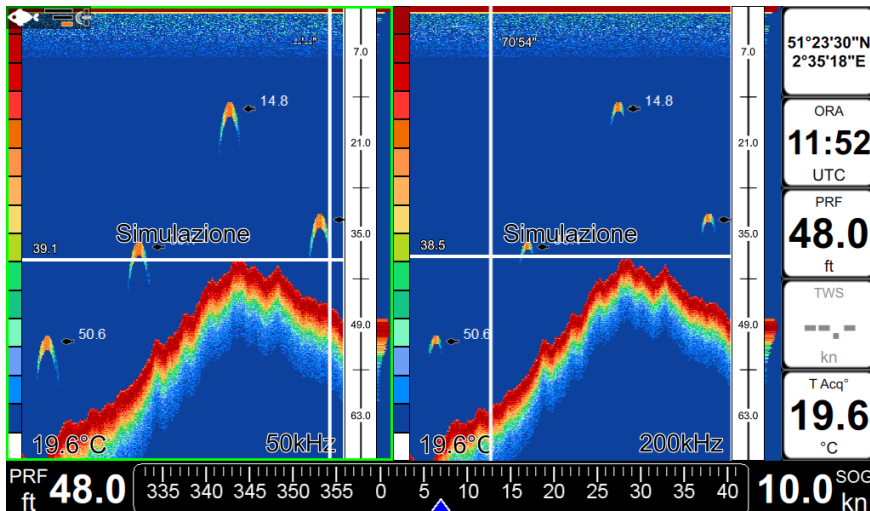 --'--"
7.0
14.8
21.0
Simulazione
35.0
39.1
49.0
50.6
63.0
19.6°C
50kHz
'70'54"
7.0
14.8
21.0
Simulazione
35.0
38.5
49.0
50.6
63.0
19.6°C
200kHz
51°23'30"N
2°35'18"E
ORA
11:52
UTC
PRF
48.0
ft
TWS
--.-
kn
T Acq°
19.6
°C
PRF
ft 48.0
335 340 345 350 355 0 5 10 15 20 25 30 35 40
10.0 SOG
kn